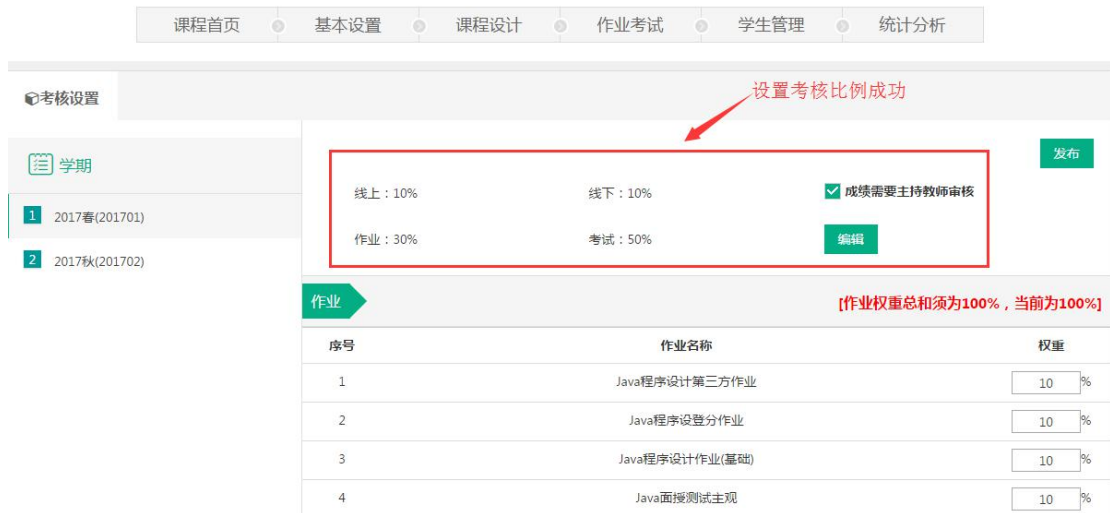 课程首页 基本设置 课程设计 作业考试 学生管理 统计分析
考核设置
设置考核比例成功
发布
学期
1 2017春(201701)
2 2017秋(201702)
线上：10% 线下：10% 成绩需要主持教师审核
作业：30% 考试：50% 编辑
作业 [作业权重总和须为100%，当前为100%]
序号 作业名称 权重
1 Java程序设计第三方作业 10 %
2 Java程序设登分作业 10 %
3 Java程序设计作业(基础) 10 %
4 Java面授测试主观 10 %